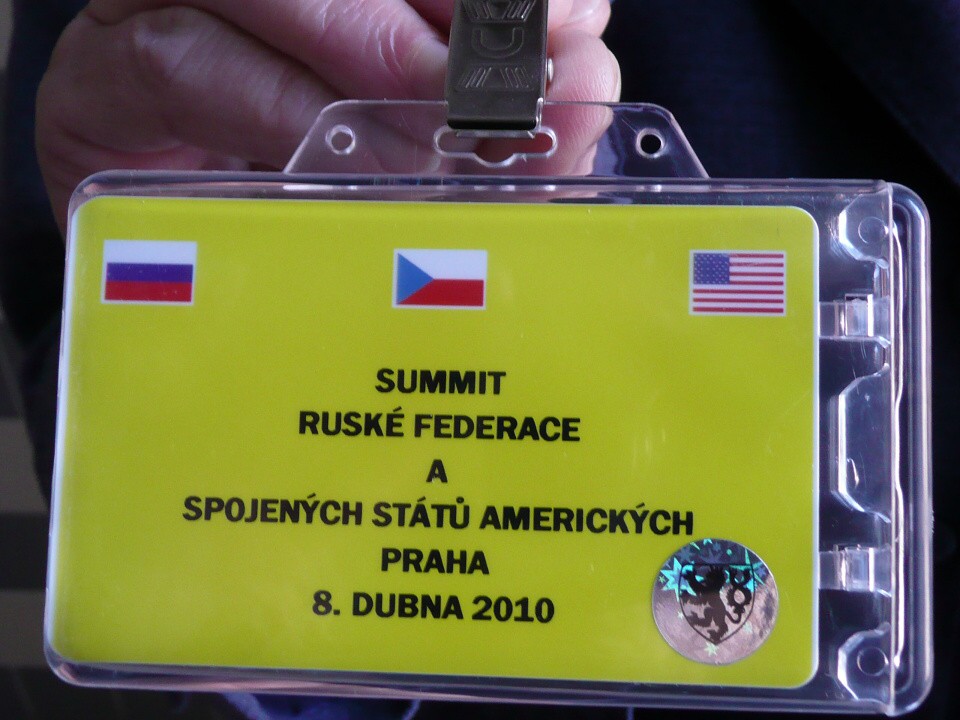 SUMMIT
RUSKÉ FEDERACE
A
SPOJENÝCH STÁTŮ AMERICKÝCH
PRAHA
8. DUBNA 2010